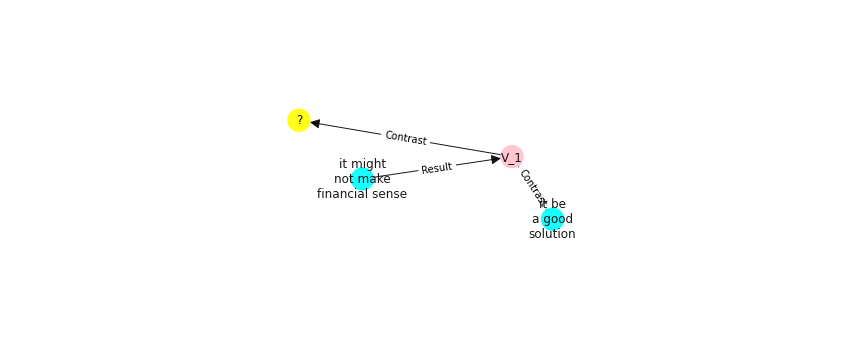 ?
Contrast
V_1
it might
not make
financial sense
Result
Contrast
it be
a good
solution